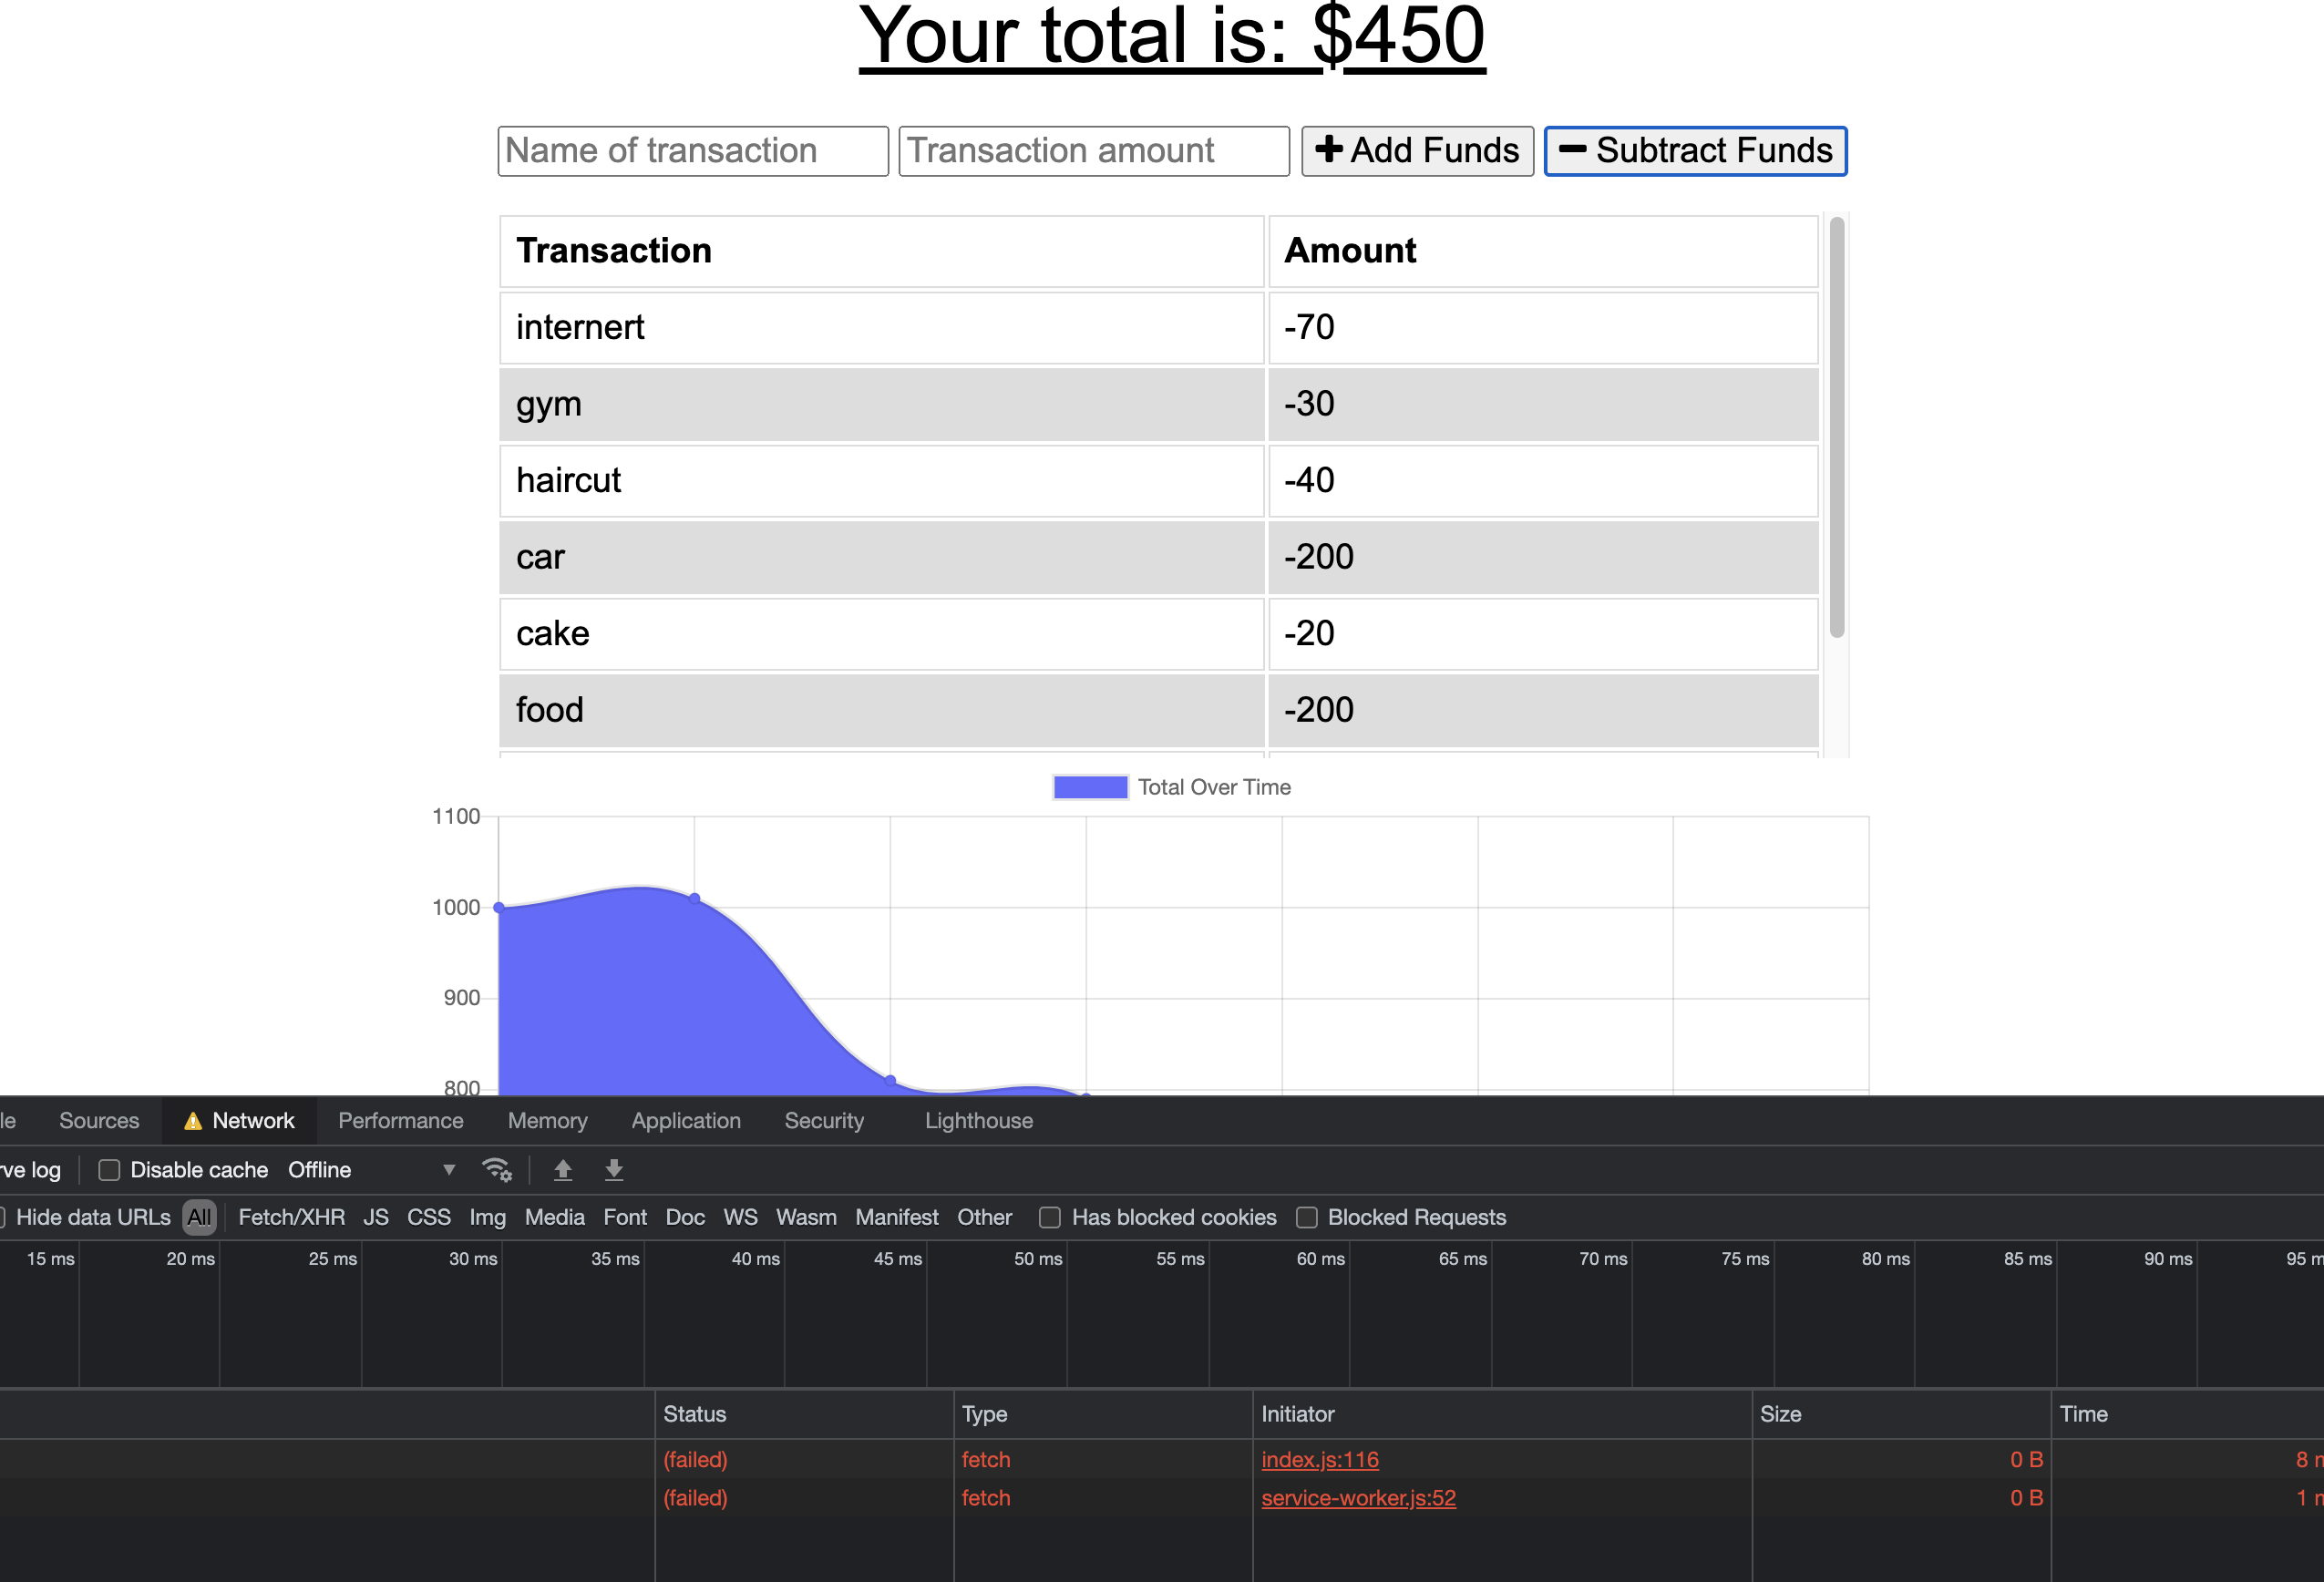 Your total is: $450
Name of transaction Transaction amount Add Funds Subtract Funds
Transaction Amount
internert -70
gym -30
haircut -40
car -200
cake -20
food -200
Total Over Time
1100
1000
900
800
le Sources Network Performance Memory Application Security Lighthouse
rve log Disable cache Offline
Hide data URLs All Fetch/XHR JS CSS Img Media Font Doc WS Wasm Manifest Other Has blocked cookies Blocked Requests
15 ms 20 ms 25 ms 30 ms 35 ms 40 ms 45 ms 50 ms 55 ms 60 ms 65 ms 70 ms 75 ms 80 ms 85 ms 90 ms 95 m
Status Type Initiator Size Time
(failed) fetch index.js:116 0 B 8 m
(failed) fetch service-worker.js:52 0 B 1 m